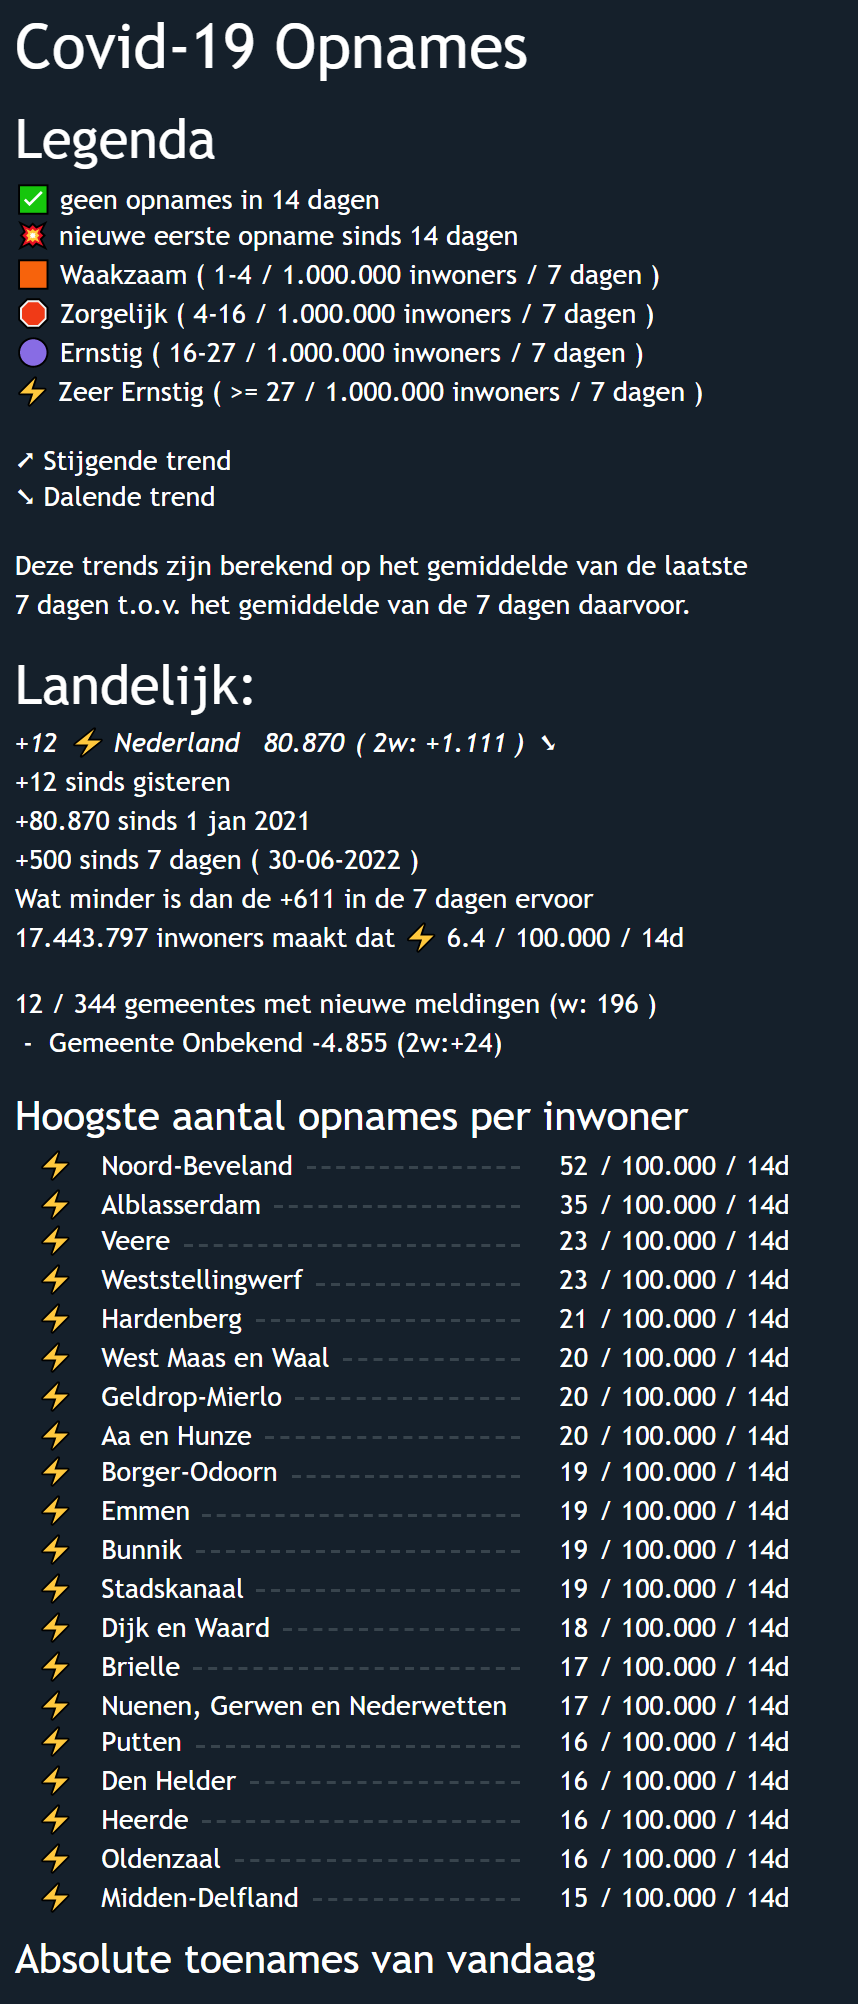 Covid-19 Opnames
Legenda
✅ geen opnames in 14 dagen
💥 nieuwe eerste opname sinds 14 dagen
🟧 Waakzaam ( 1-4 / 1.000.000 inwoners / 7 dagen )
🛑 Zorgelijk ( 4-16 / 1.000.000 inwoners / 7 dagen )
🟣 Ernstig ( 16-27 / 1.000.000 inwoners / 7 dagen )
⚡ Zeer Ernstig ( >= 27 / 1.000.000 inwoners / 7 dagen )
➚ Stijgende trend
➘ Dalende trend
Deze trends zijn berekend op het gemiddelde van de laatste
7 dagen t.o.v. het gemiddelde van de 7 dagen daarvoor.
Landelijk:
+12 ⚡ Nederland 80.870 ( 2w: +1.111 ) ➘
+12 sinds gisteren
+80.870 sinds 1 jan 2021
+500 sinds 7 dagen ( 30-06-2022 )
Wat minder is dan de +611 in de 7 dagen ervoor
17.443.797 inwoners maakt dat ⚡ 6.4 / 100.000 / 14d
12 / 344 gemeentes met nieuwe meldingen (w: 196 )
- Gemeente Onbekend -4.855 (2w:+24)
Hoogste aantal opnames per inwoner
⚡ Noord-Beveland 52 / 100.000 / 14d
⚡ Alblasserdam 35 / 100.000 / 14d
⚡ Veere 23 / 100.000 / 14d
⚡ Weststellingwerf 23 / 100.000 / 14d
⚡ Hardenberg 21 / 100.000 / 14d
⚡ West Maas en Waal 20 / 100.000 / 14d
⚡ Geldrop-Mierlo 20 / 100.000 / 14d
⚡ Aa en Hunze 20 / 100.000 / 14d
⚡ Borger-Odoorn 19 / 100.000 / 14d
⚡ Emmen 19 / 100.000 / 14d
⚡ Bunnik 19 / 100.000 / 14d
⚡ Stadskanaal 19 / 100.000 / 14d
⚡ Dijk en Waard 18 / 100.000 / 14d
⚡ Brielle 17 / 100.000 / 14d
⚡ Nuenen, Gerwen en Nederwetten 17 / 100.000 / 14d
⚡ Putten 16 / 100.000 / 14d
⚡ Den Helder 16 / 100.000 / 14d
⚡ Heerde 16 / 100.000 / 14d
⚡ Oldenzaal 16 / 100.000 / 14d
⚡ Midden-Delfland 15 / 100.000 / 14d
Absolute toenames van vandaag